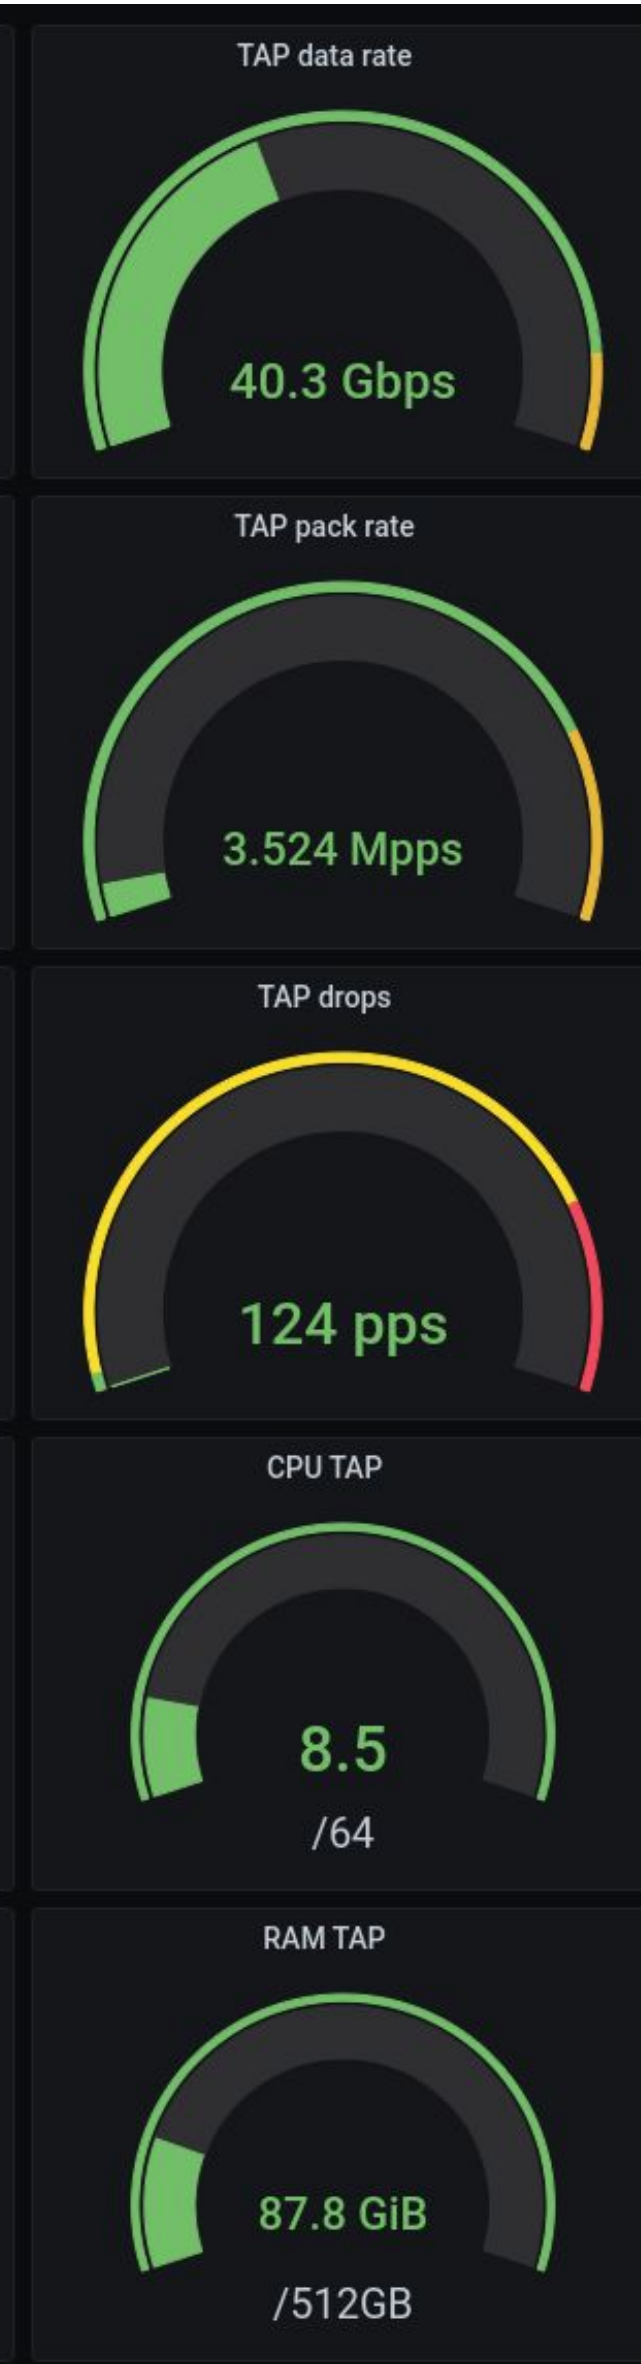 TAP data rate
40.3 Gbps
TAP pack rate
3.524 Mpps
TAP drops
124 pps
CPU TAP
8.5
/64
RAM TAP
87.8 GiB
/512GB